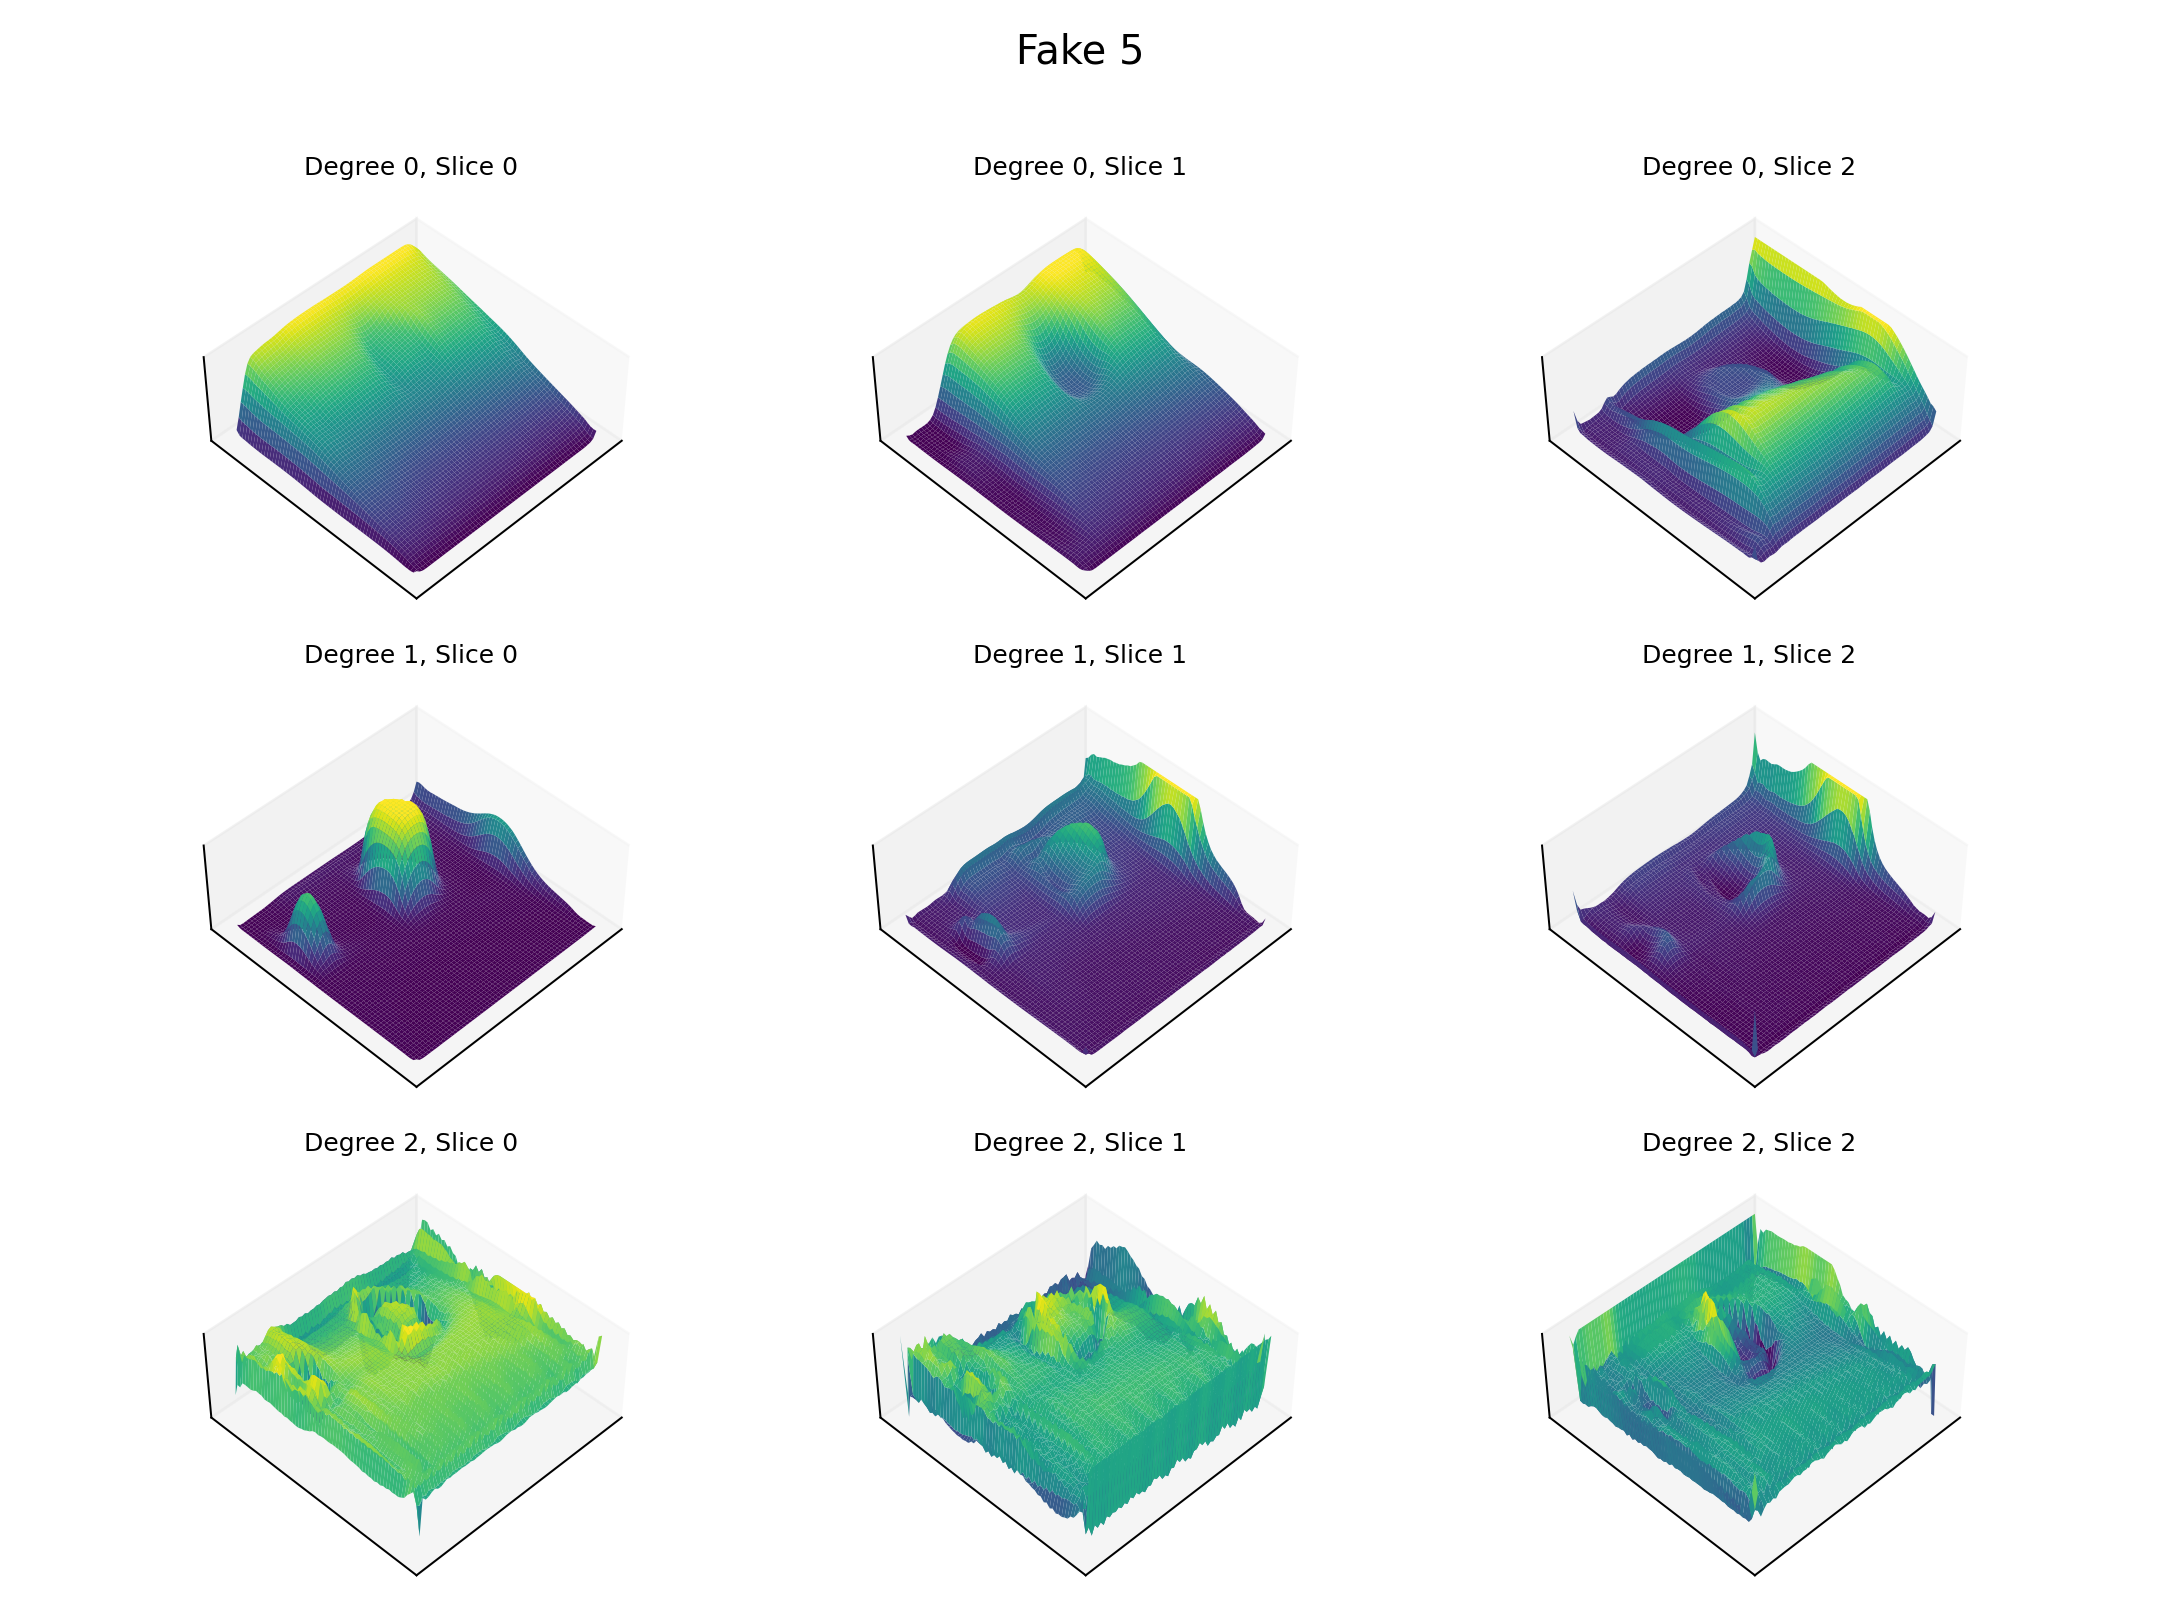 Fake 5
Degree 0, Slice 0
Degree 0, Slice 1
Degree 0, Slice 2
Degree 1, Slice 0
Degree 1, Slice 1
Degree 1, Slice 2
Degree 2, Slice 0
Degree 2, Slice 1
Degree 2, Slice 2